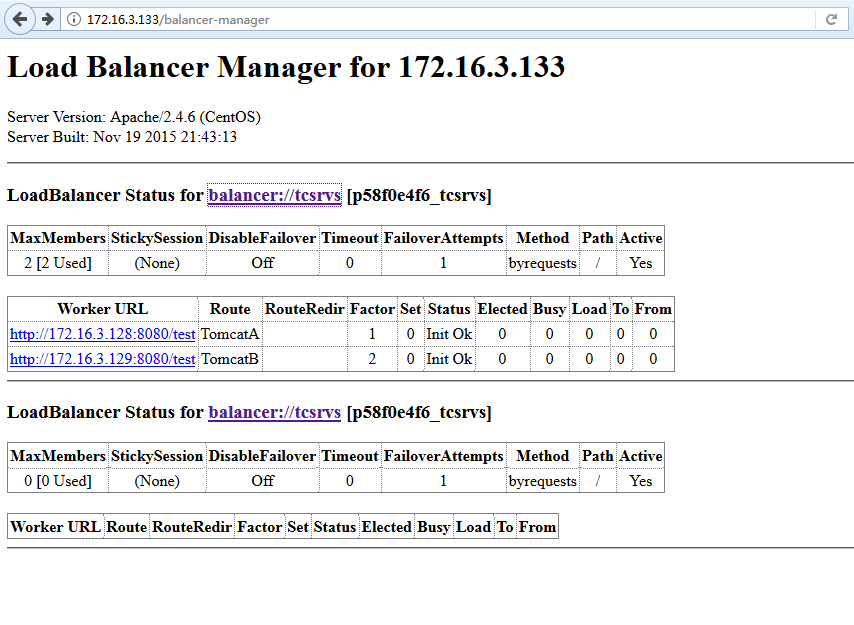 172.16.3.133/balancer-manager
Load Balancer Manager for 172.16.3.133
Server Version: Apache/2.4.6 (CentOS)
Server Built: Nov 19 2015 21:43:13
LoadBalancer Status for balancer://tcsrvs [p58f0e4f6_tcsrvs]
MaxMembers StickySession DisableFailover Timeout FailoverAttempts Method Path Active
2 [2 Used] (None) Off 0 1 byrequests / Yes
Worker URL Route RouteRedir Factor Set Status Elected Busy Load To From
http://172.16.3.128:8080/test TomcatA 1 0 Init Ok 0 0 0 0 0
http://172.16.3.129:8080/test TomcatB 2 0 Init Ok 0 0 0 0 0
LoadBalancer Status for balancer://tcsrvs [p58f0e4f6_tcsrvs]
MaxMembers StickySession DisableFailover Timeout FailoverAttempts Method Path Active
0 [0 Used] (None) Off 0 1 byrequests / Yes
Worker URL Route RouteRedir Factor Set Status Elected Busy Load To From